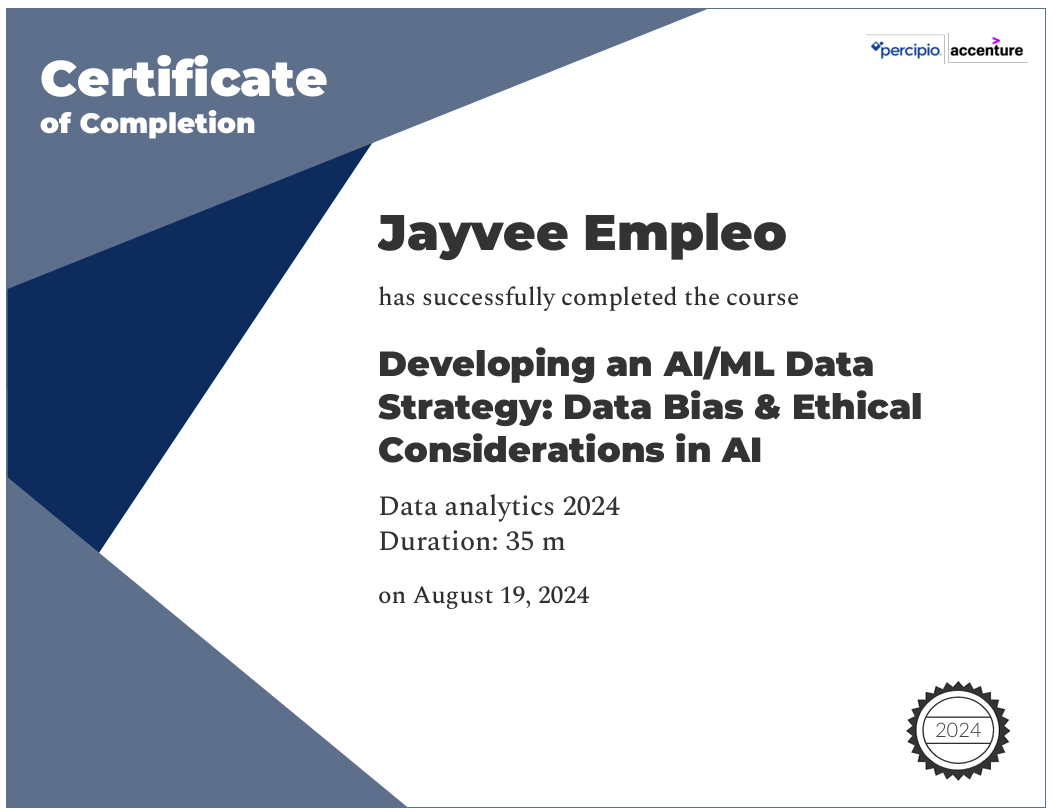 Certificate
of Completion
percipio.
accenture
Jayvee Empleo
has successfully completed the course
Developing an AI/ML Data
Strategy: Data Bias & Ethical
Considerations in AI
Data analytics 2024
Duration: 35 m
on August 19, 2024
2024